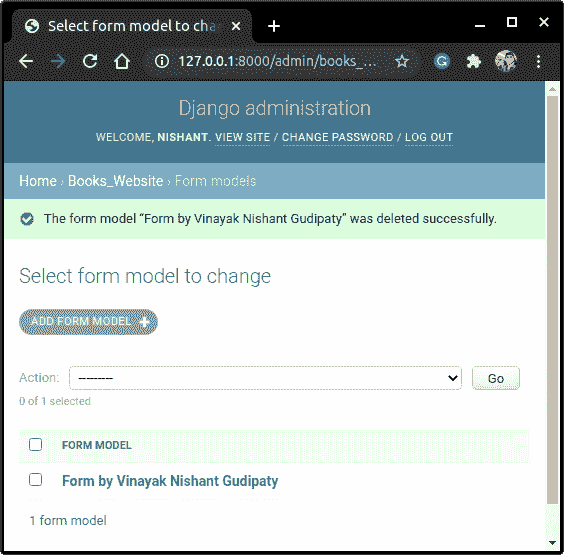 Select form model to chan
127.0.0.1:8000/admin/books_...
Django administration
WELCOME, NISHANT. VIEW SITE / CHANGE PASSWORD / LOG OUT
Home › Books_Website › Form models
The form model “Form by Vinayak Nishant Gudipaty” was deleted successfully.
Select form model to change
ADD FORM MODEL +
Action: --------- Go
0 of 1 selected
FORM MODEL
Form by Vinayak Nishant Gudipaty
1 form model